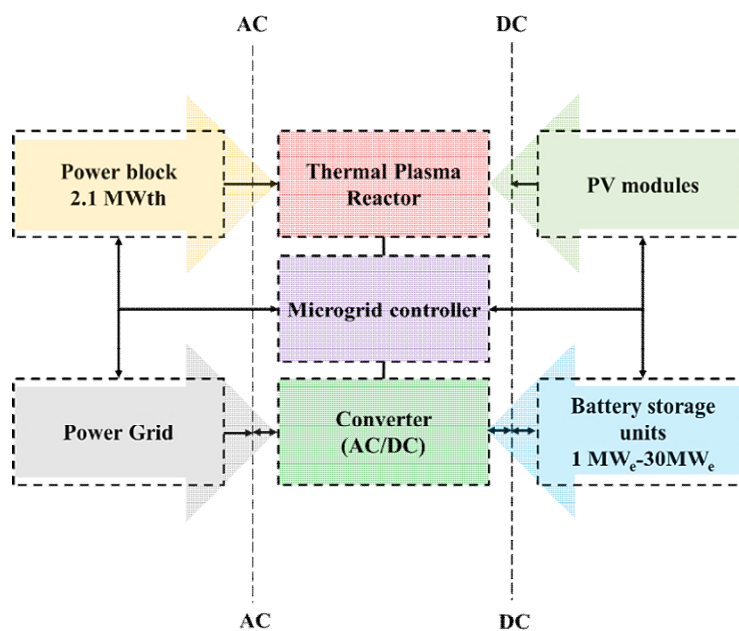 AC
DC
Power block
2.1 MWth
Thermal Plasma
Reactor
PV modules
Microgrid controller
Power Grid
Converter
(AC/DC)
Battery storage
units
1 MWₑ-30MWₑ
AC
DC